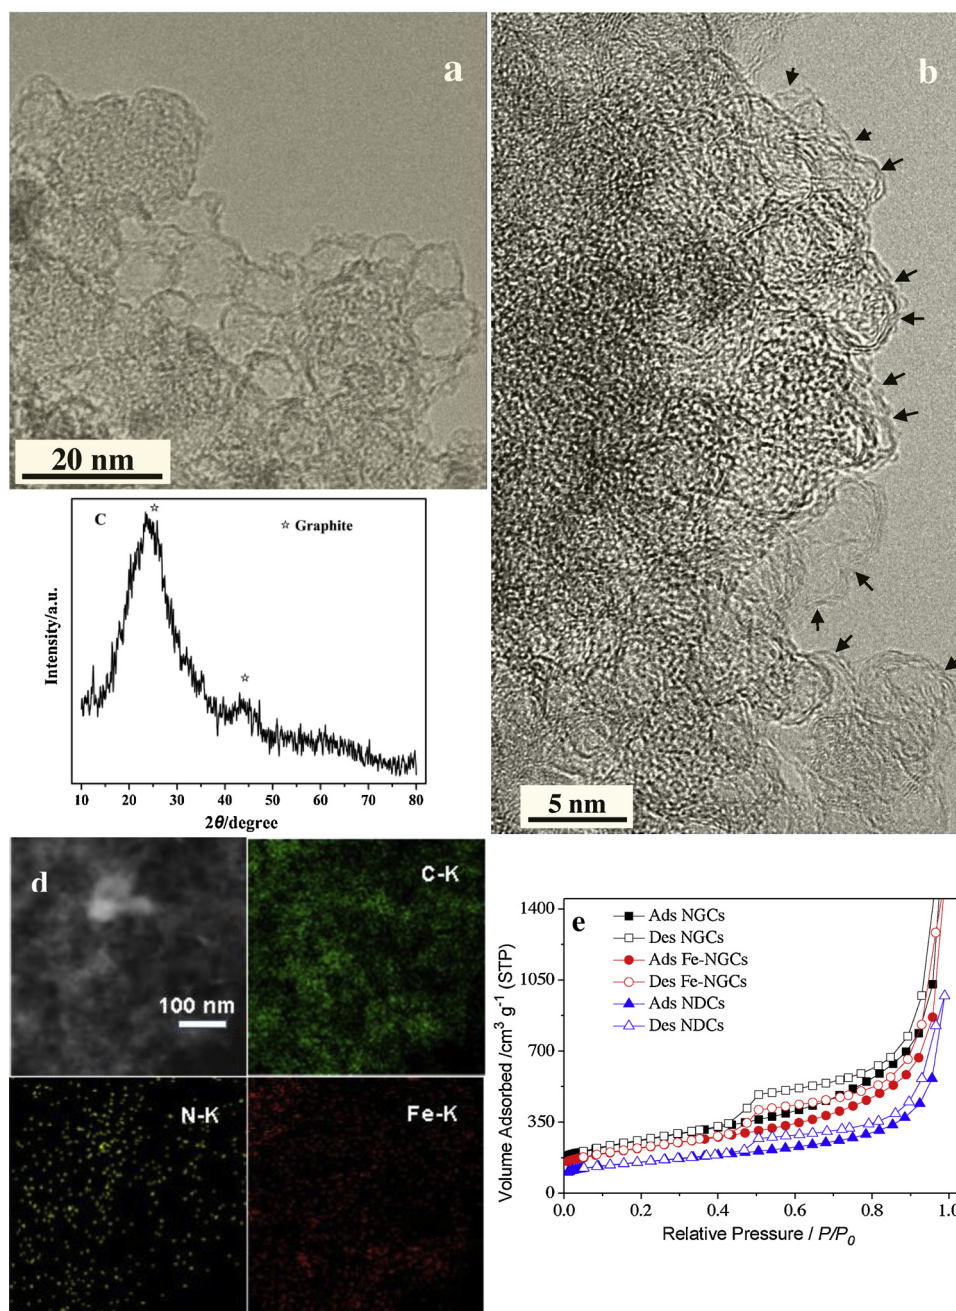 a
20 nm
b
5 nm
C
☆ Graphite
Intensity/a.u.
10 20 30 40 50 60 70 80
2θ/degree
d
100 nm
C-K
N-K
Fe-K
e
Ads NGCs
Des NGCs
Ads Fe-NGCs
Des Fe-NGCs
Ads NDCs
Des NDCs
Volume Adsorbed /cm³ g⁻¹ (STP)
1400
1050
700
350
0
0.0 0.2 0.4 0.6 0.8 1.0
Relative Pressure / P/P₀